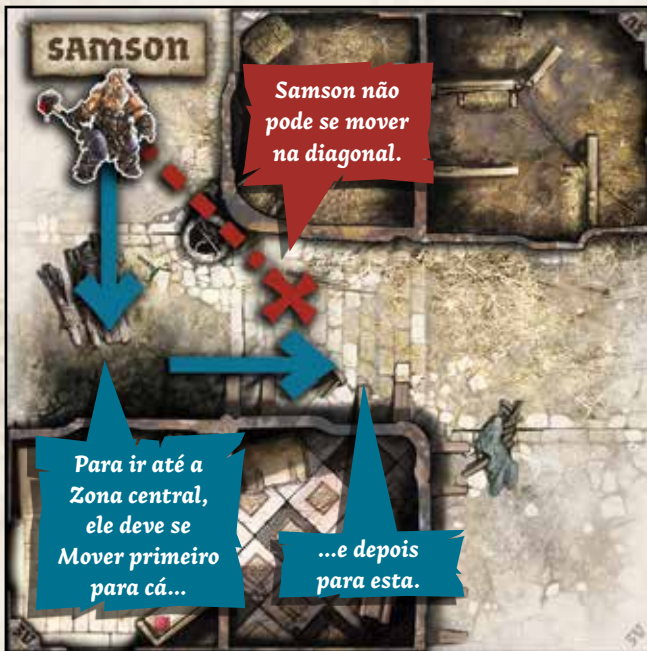 SAMSON
Samson não
pode se mover
na diagonal.
Para ir até a
Zona central,
ele deve se
Mover primeiro
para cá...
...e depois
para esta.